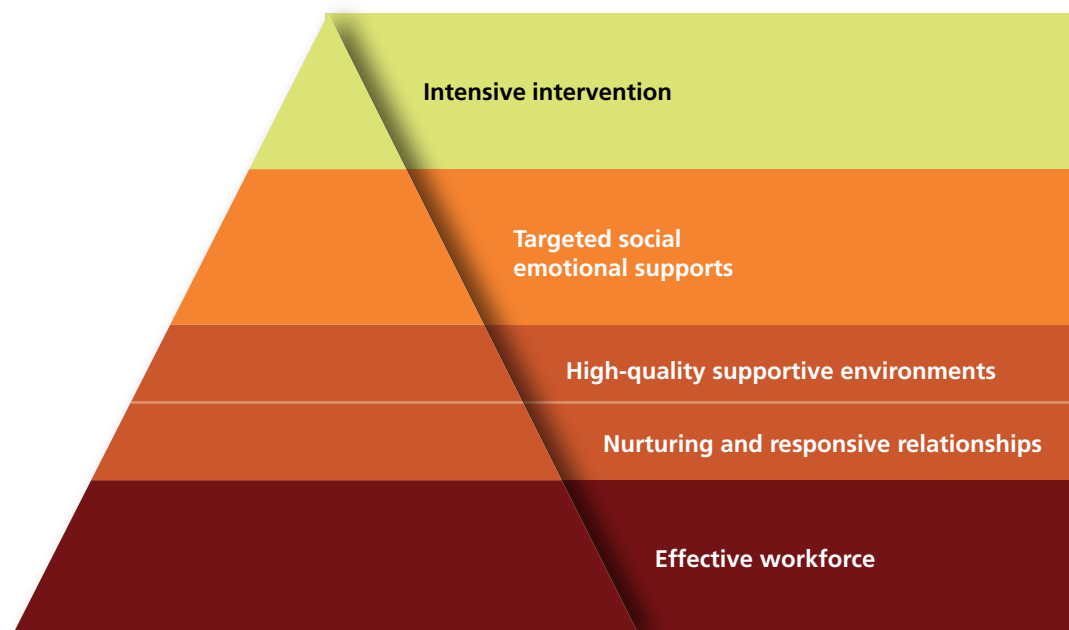 Intensive intervention
Targeted social
emotional supports
High-quality supportive environments
Nurturing and responsive relationships
Effective workforce